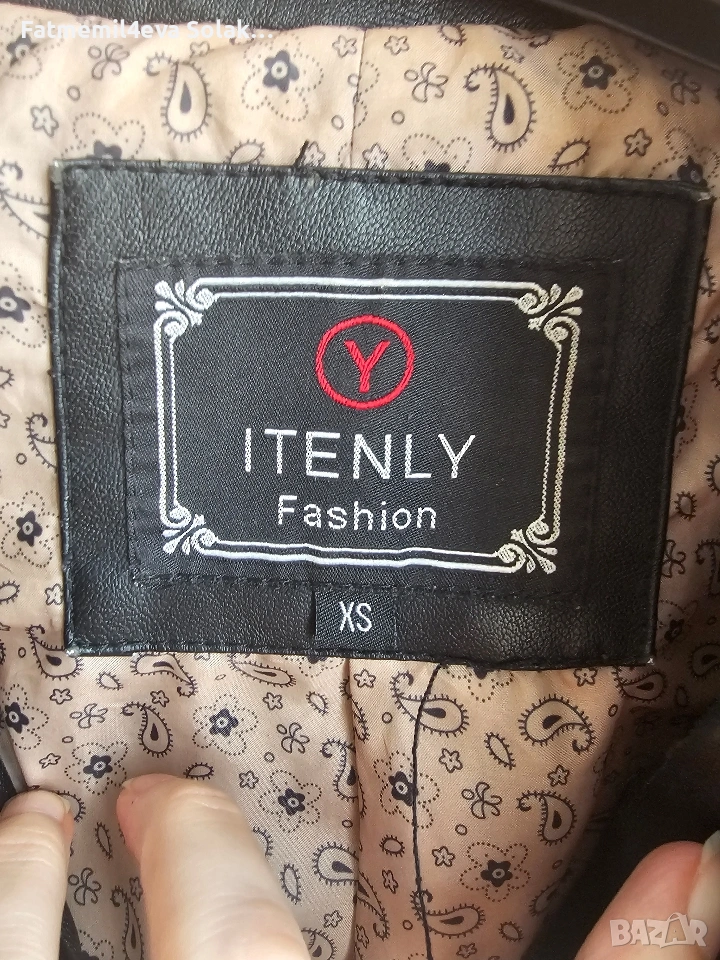 Fatmemil4eva Solak...
Y
ITENLY
Fashion
XS
BAZAR